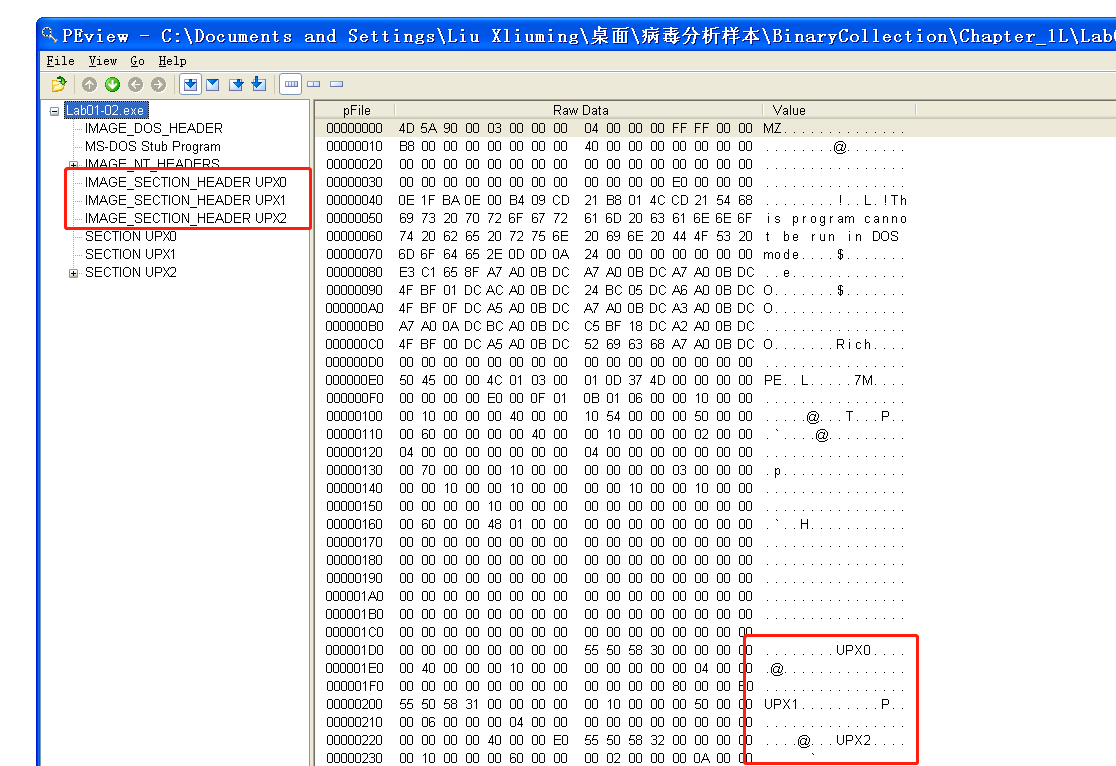 PEview - C:\Documents and Settings\Liu Xliuming\桌面\病毒分析样本\BinaryCollection\Chapter_1L\Lab
File View Go Help
Lab01-02.exe
IMAGE_DOS_HEADER
MS-DOS Stub Program
IMAGE_NT_HEADERS
IMAGE_SECTION_HEADER UPX0
IMAGE_SECTION_HEADER UPX1
IMAGE_SECTION_HEADER UPX2
SECTION UPX0
SECTION UPX1
SECTION UPX2
pFile Raw Data Value
00000000 4D 5A 90 00 03 00 00 00 04 00 00 00 FF FF 00 00 MZ..............
00000010 B8 00 00 00 00 00 00 00 40 00 00 00 00 00 00 00 ........@.......
00000020 00 00 00 00 00 00 00 00 00 00 00 00 00 00 00 00 ................
00000030 00 00 00 00 00 00 00 00 00 00 00 00 E0 00 00 00 ................
00000040 0E 1F BA 0E 00 B4 09 CD 21 B8 01 4C CD 21 54 68 ........!..L.!Th
00000050 69 73 20 70 72 6F 67 72 61 6D 20 63 61 6E 6E 6F is program canno
00000060 74 20 62 65 20 72 75 6E 20 69 6E 20 44 4F 53 20 t be run in DOS
00000070 6D 6F 64 65 2E 0D 0D 0A 24 00 00 00 00 00 00 00 mode....$.......
00000080 E3 C1 65 8F A7 A0 0B DC A7 A0 0B DC A7 A0 0B DC ..e.............
00000090 4F BF 01 DC AC A0 0B DC 24 BC 05 DC A6 A0 0B DC O.......$.......
000000A0 4F BF 0F DC A5 A0 0B DC A7 A0 0B DC A3 A0 0B DC O...............
000000B0 A7 A0 0A DC BC A0 0B DC C5 BF 18 DC A2 A0 0B DC ................
000000C0 4F BF 00 DC A5 A0 0B DC 52 69 63 68 A7 A0 0B DC O.......Rich....
000000D0 00 00 00 00 00 00 00 00 00 00 00 00 00 00 00 00 ................
000000E0 50 45 00 00 4C 01 03 00 01 0D 37 4D 00 00 00 00 PE..L.....7M....
000000F0 00 00 00 00 E0 00 0F 01 0B 01 06 00 00 10 00 00 ................
00000100 00 10 00 00 00 40 00 00 10 54 00 00 00 50 00 00 .....@...T...P..
00000110 00 60 00 00 00 00 40 00 00 10 00 00 00 02 00 00 .`....@.........
00000120 04 00 00 00 00 00 00 00 04 00 00 00 00 00 00 00 ................
00000130 00 70 00 00 00 10 00 00 00 00 00 00 03 00 00 00 .p..............
00000140 00 00 10 00 00 10 00 00 00 00 10 00 00 10 00 00 ................
00000150 00 00 00 00 10 00 00 00 00 00 00 00 00 00 00 00 ................
00000160 00 60 00 00 48 01 00 00 00 00 00 00 00 00 00 00 .`..H...........
00000170 00 00 00 00 00 00 00 00 00 00 00 00 00 00 00 00 ................
00000180 00 00 00 00 00 00 00 00 00 00 00 00 00 00 00 00 ................
00000190 00 00 00 00 00 00 00 00 00 00 00 00 00 00 00 00 ................
000001A0 00 00 00 00 00 00 00 00 00 00 00 00 00 00 00 00 ................
000001B0 00 00 00 00 00 00 00 00 00 00 00 00 00 00 00 00 ................
000001C0 00 00 00 00 00 00 00 00 00 00 00 00 00 00 00 00 ................
000001D0 00 00 00 00 00 00 00 00 55 50 58 30 00 00 00 00 ........UPX0....
000001E0 00 40 00 00 00 10 00 00 00 00 00 00 00 04 00 00 .@..............
000001F0 00 00 00 00 00 00 00 00 00 00 00 00 80 00 00 E0 ................
00000200 55 50 58 31 00 00 00 00 00 10 00 00 00 50 00 00 UPX1.........P..
00000210 00 06 00 00 00 04 00 00 00 00 00 00 00 00 00 00 ................
00000220 00 00 00 00 40 00 00 E0 55 50 58 32 00 00 00 00 ....@...UPX2....
00000230 00 10 00 00 00 60 00 00 00 02 00 00 00 0A 00 00 .....`..........